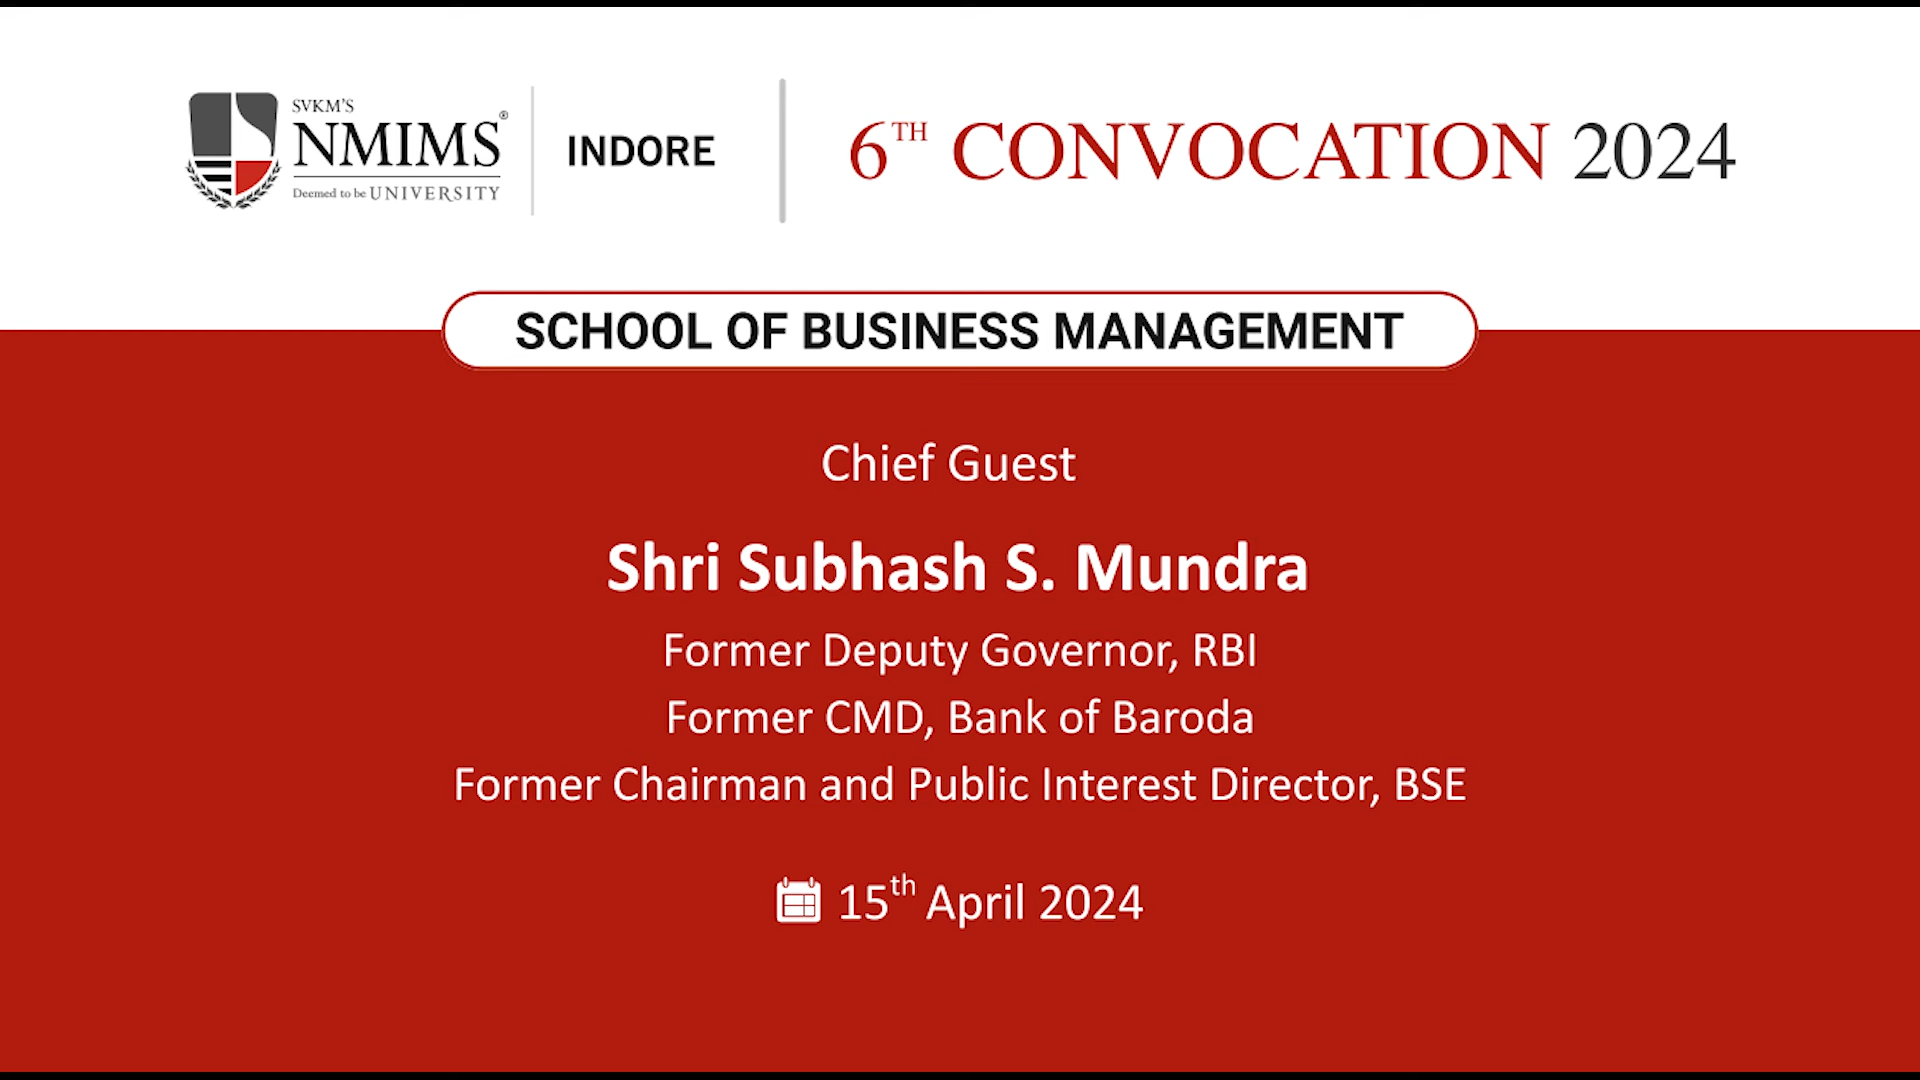 SVKM'S
NMIMS®
Deemed to be UNIVERSITY
INDORE
6TH CONVOCATION 2024
SCHOOL OF BUSINESS MANAGEMENT
Chief Guest
Shri Subhash S. Mundra
Former Deputy Governor, RBI
Former CMD, Bank of Baroda
Former Chairman and Public Interest Director, BSE
15th April 2024